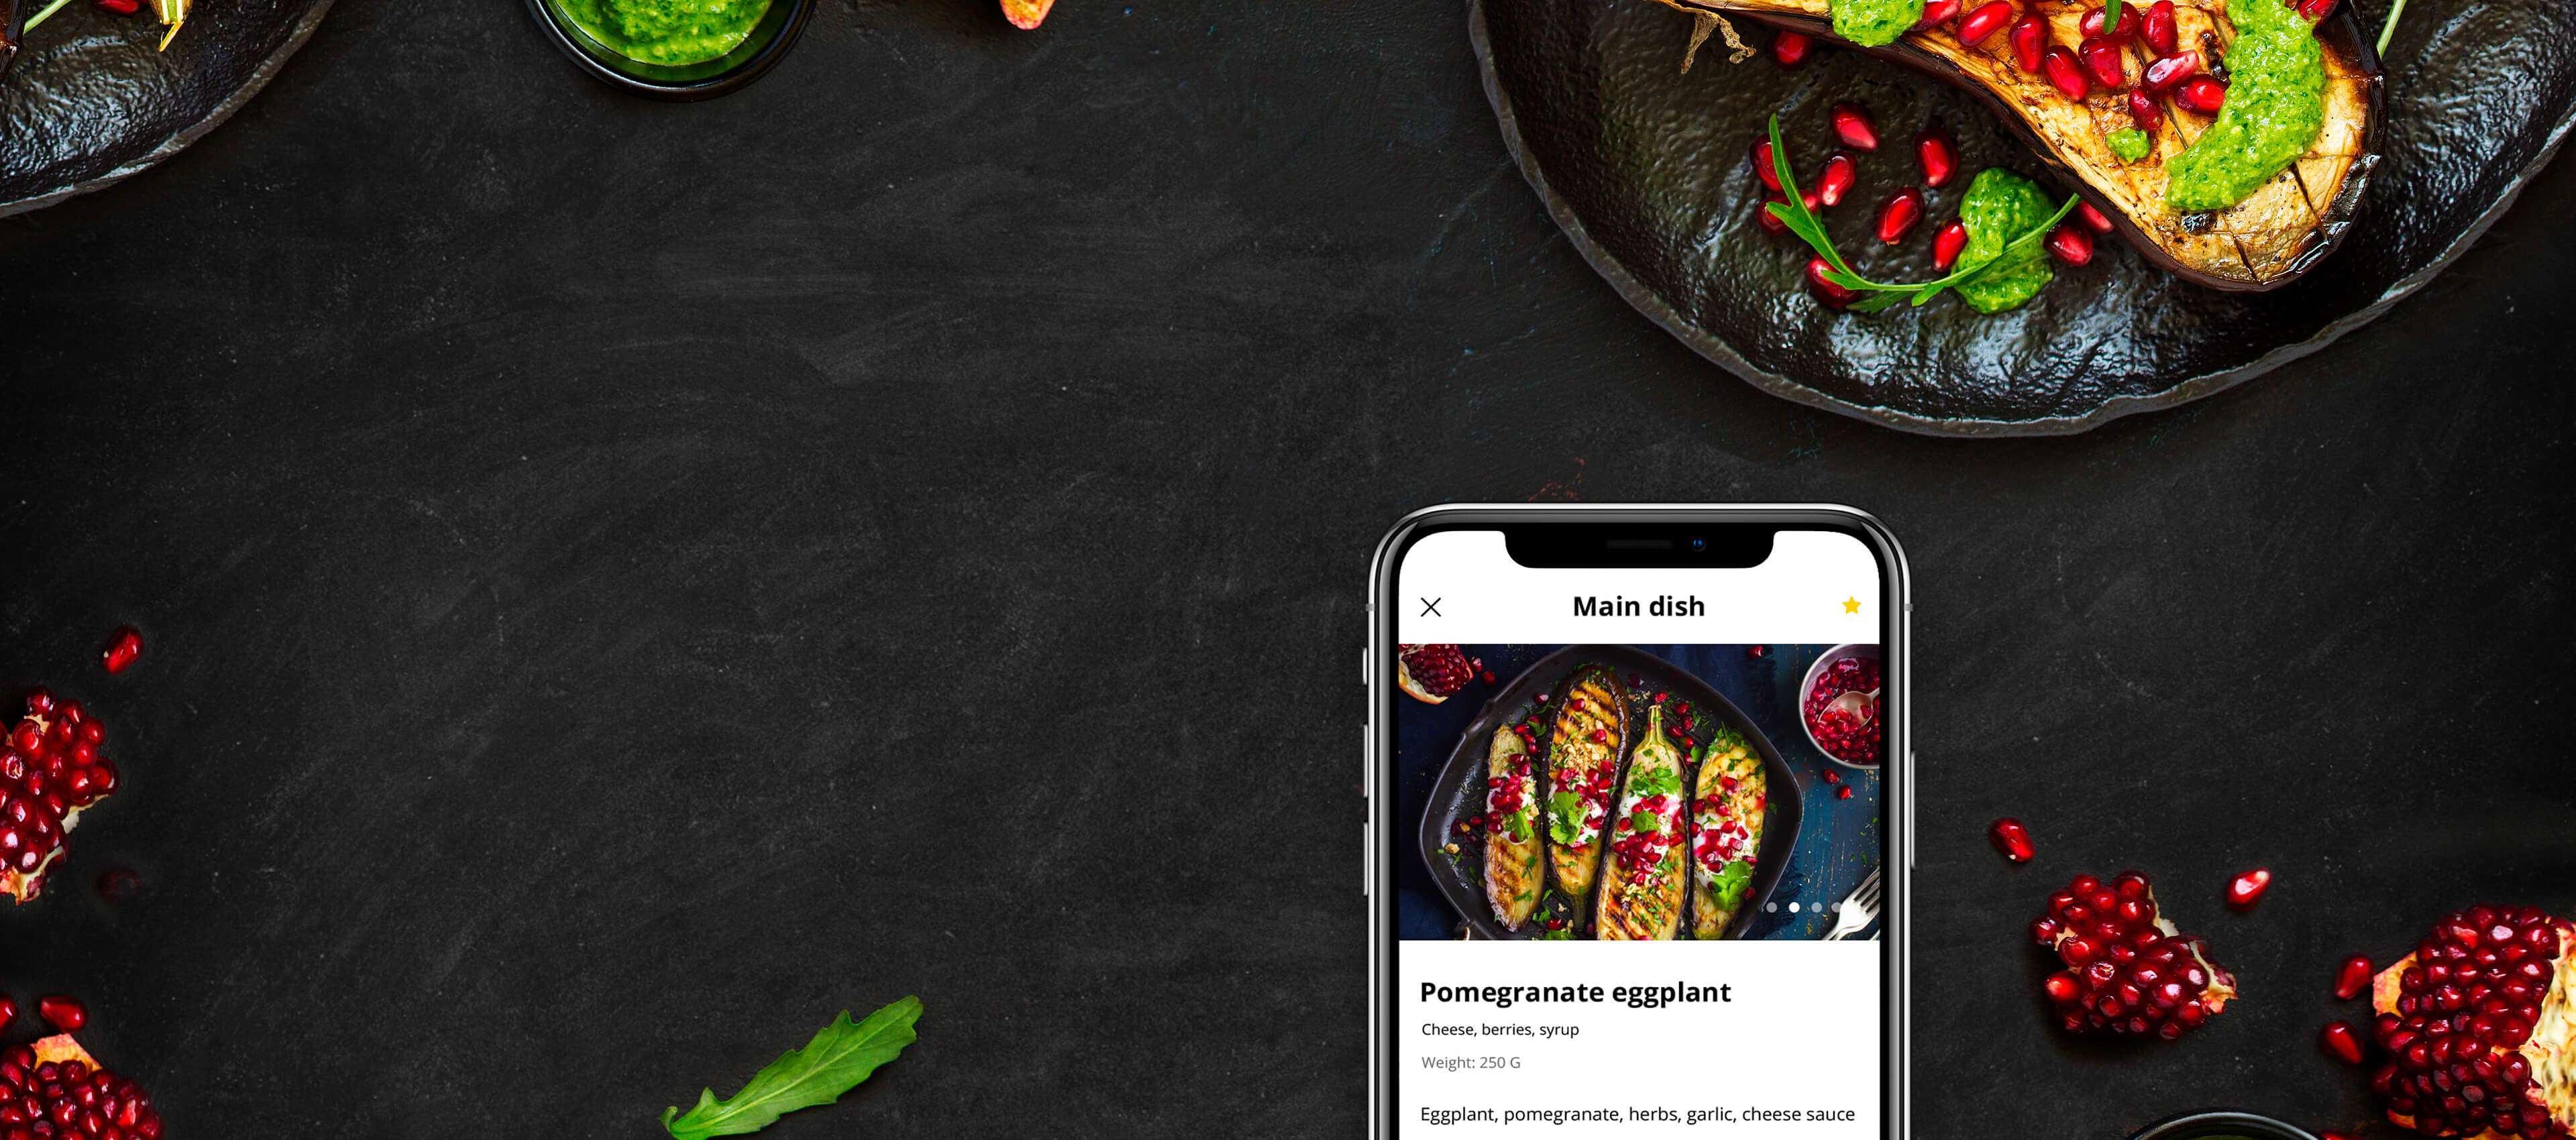 Main dish
Pomegranate eggplant
Cheese, berries, syrup
Weight: 250 G
Eggplant, pomegranate, herbs, garlic, cheese sauce